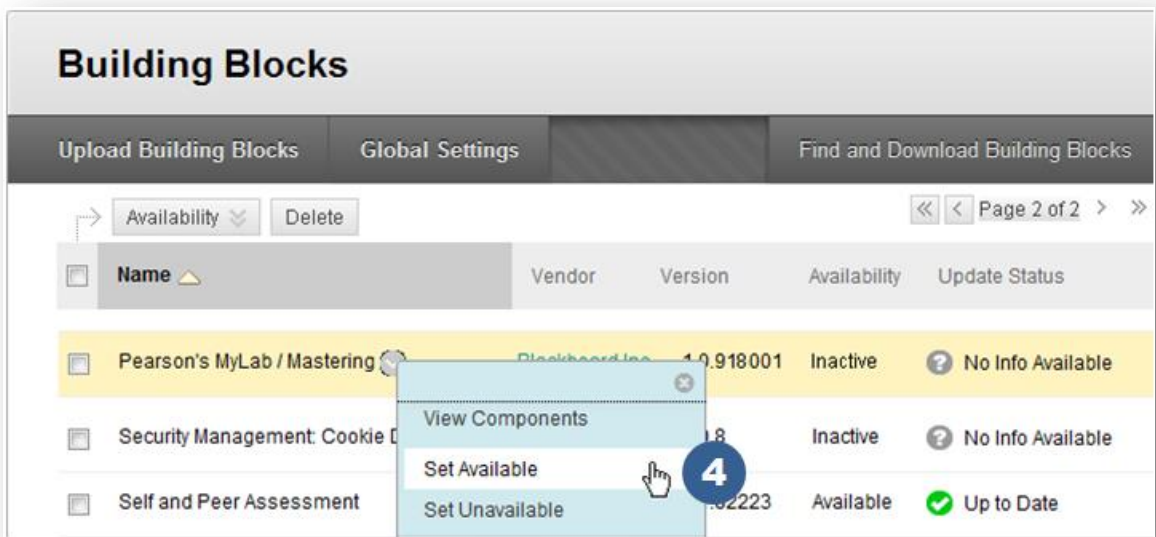 Building Blocks
Upload Building Blocks Global Settings Find and Download Building Blocks
Availability Delete Page 2 of 2
Name Vendor Version Availability Update Status
Pearson's MyLab / Mastering .918001 Inactive No Info Available
View Components
Security Management: Cookie .8 Inactive No Info Available
Set Available 4
Self and Peer Assessment 2223 Available Up to Date
Set Unavailable